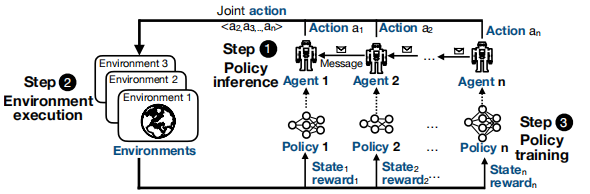 Joint action
<a2,a3,..,an>
Action a1
Action a2
Action an
Step 1
Policy
inference
Message
...
Agent 1
Agent 2
...
Agent n
Step 2
Environment
execution
Environment 3
Environment 2
Environment 1
Environments
Policy 1
Policy 2
...
Policy n
...
Step 3
Policy
training
State1
reward1
State2
reward2...
Staten
rewardn